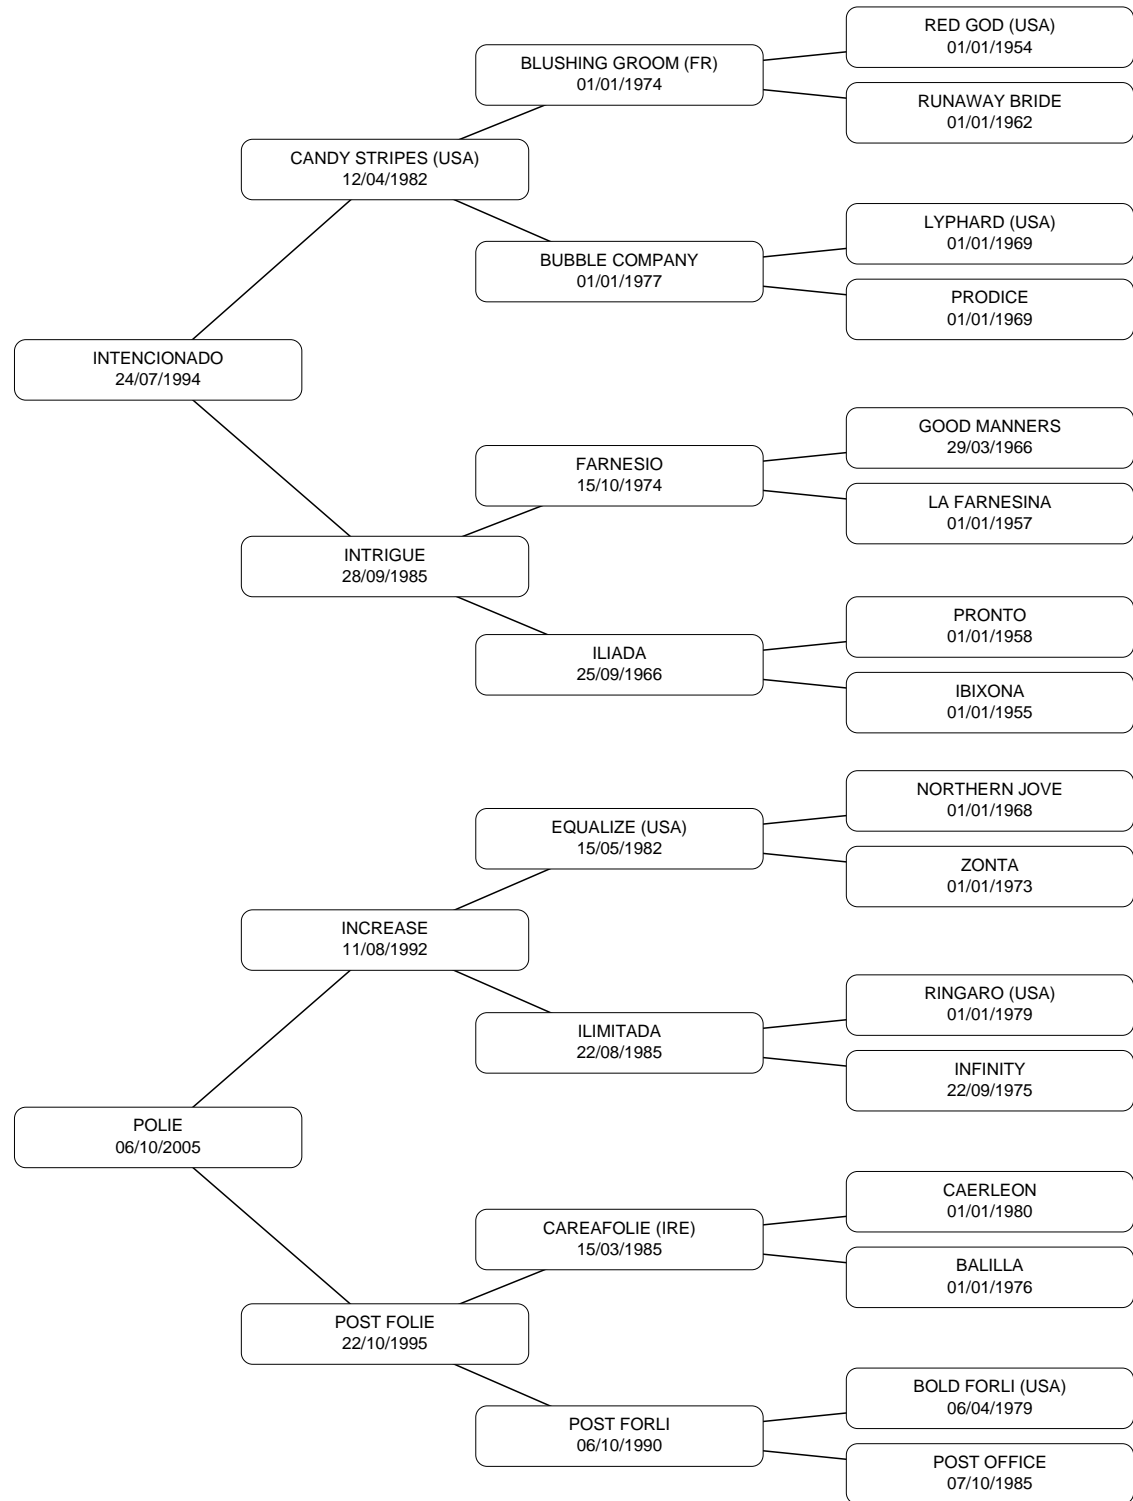 RED GOD (USA)
01/01/1954
BLUSHING GROOM (FR)
01/01/1974
RUNAWAY BRIDE
01/01/1962
CANDY STRIPES (USA)
12/04/1982
LYPHARD (USA)
01/01/1969
BUBBLE COMPANY
01/01/1977
PRODICE
01/01/1969
INTENCIONADO
24/07/1994
GOOD MANNERS
29/03/1966
FARNESIO
15/10/1974
LA FARNESINA
01/01/1957
INTRIGUE
28/09/1985
PRONTO
01/01/1958
ILIADA
25/09/1966
IBIXONA
01/01/1955
NORTHERN JOVE
01/01/1968
EQUALIZE (USA)
15/05/1982
ZONTA
01/01/1973
INCREASE
11/08/1992
RINGARO (USA)
01/01/1979
ILIMITADA
22/08/1985
INFINITY
22/09/1975
POLIE
06/10/2005
CAERLEON
01/01/1980
CAREAFOLIE (IRE)
15/03/1985
BALILLA
01/01/1976
POST FOLIE
22/10/1995
BOLD FORLI (USA)
06/04/1979
POST FORLI
06/10/1990
POST OFFICE
07/10/1985